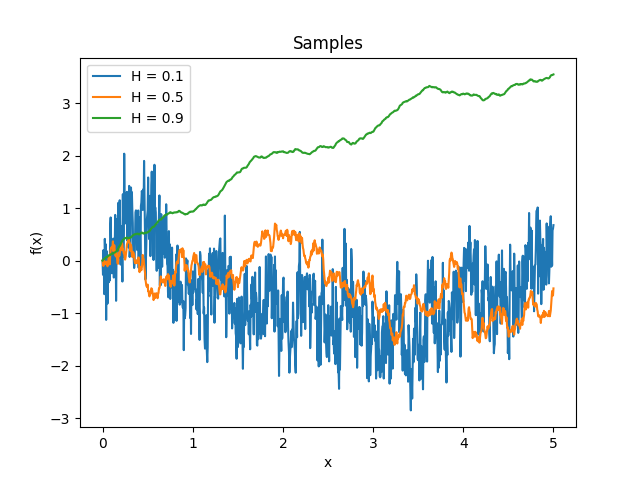 Samples
H = 0.1
H = 0.5
H = 0.9
f(x)
3
2
1
0
−1
−2
−3
0 1 2 3 4 5
x